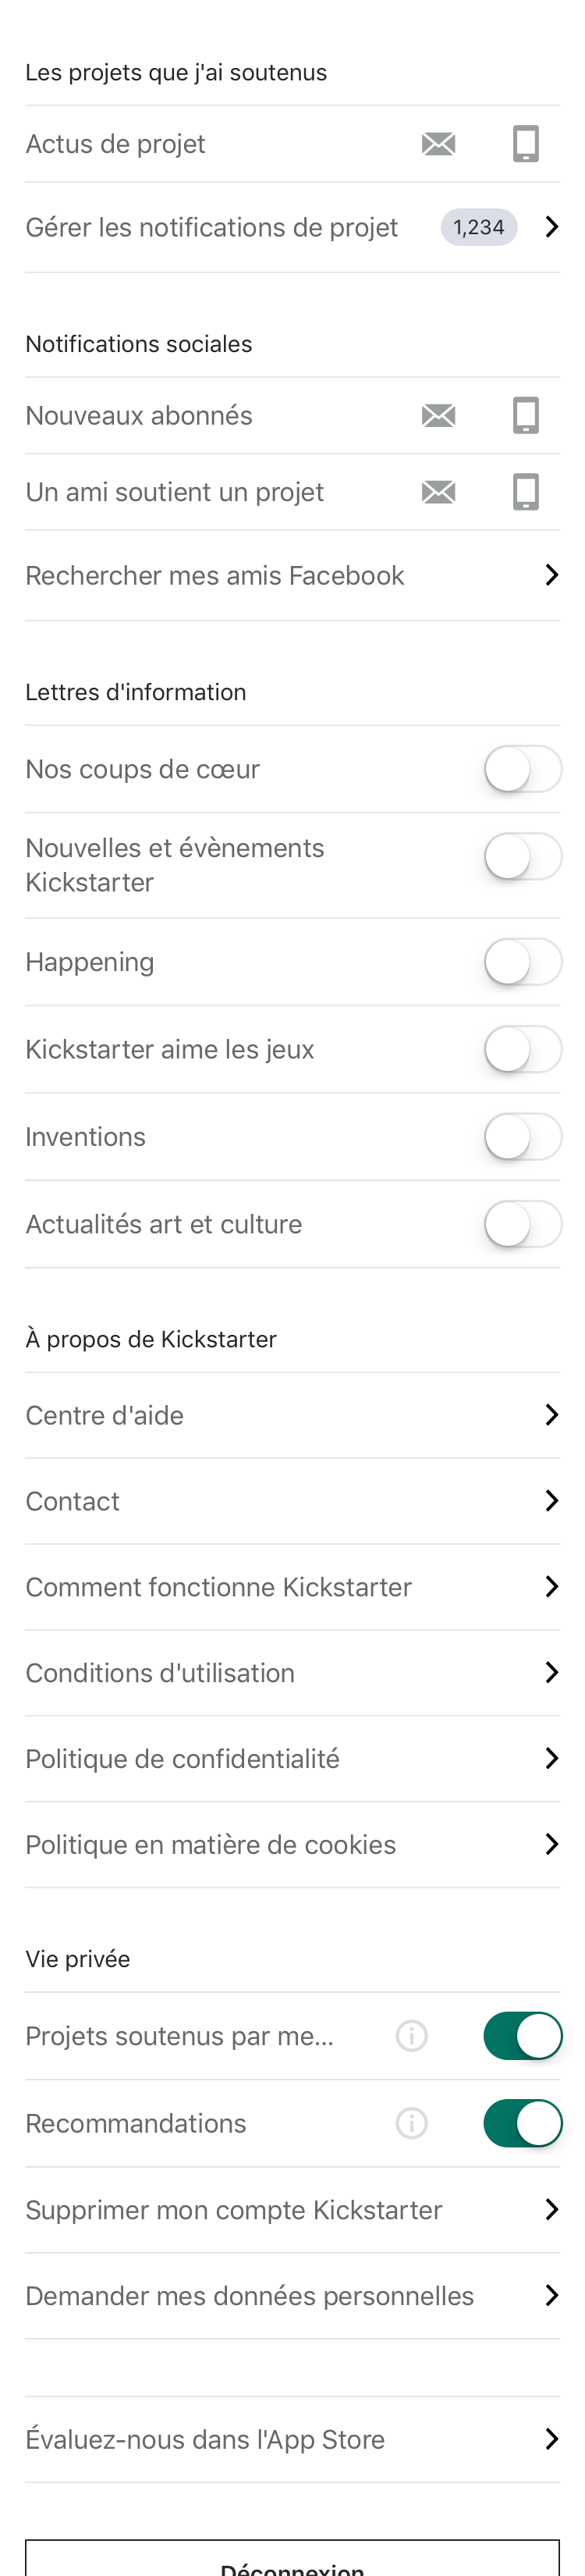 Les projets que j'ai soutenus
Actus de projet
Gérer les notifications de projet 1,234
Notifications sociales
Nouveaux abonnés
Un ami soutient un projet
Rechercher mes amis Facebook
Lettres d'information
Nos coups de cœur
Nouvelles et évènements
Kickstarter
Happening
Kickstarter aime les jeux
Inventions
Actualités art et culture
À propos de Kickstarter
Centre d'aide
Contact
Comment fonctionne Kickstarter
Conditions d'utilisation
Politique de confidentialité
Politique en matière de cookies
Vie privée
Projets soutenus par me...
Recommandations
Supprimer mon compte Kickstarter
Demander mes données personnelles
Évaluez-nous dans l'App Store
Déconnexion